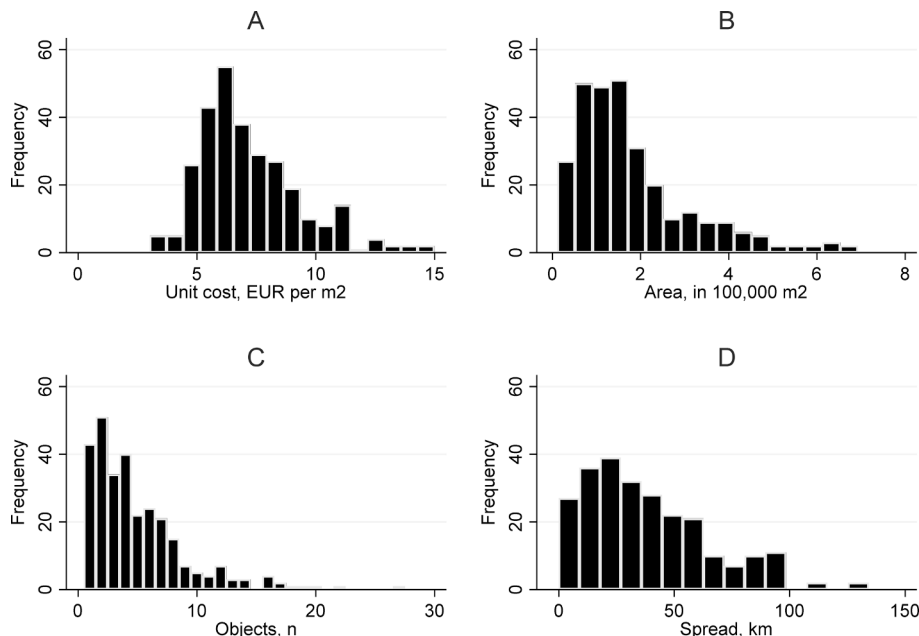 A
Frequency
60
40
20
0
0 5 10 15
Unit cost, EUR per m2
B
Frequency
60
40
20
0
0 2 4 6 8
Area, in 100,000 m2
C
Frequency
60
40
20
0
0 10 20 30
Objects, n
D
Frequency
60
40
20
0
0 50 100 150
Spread, km